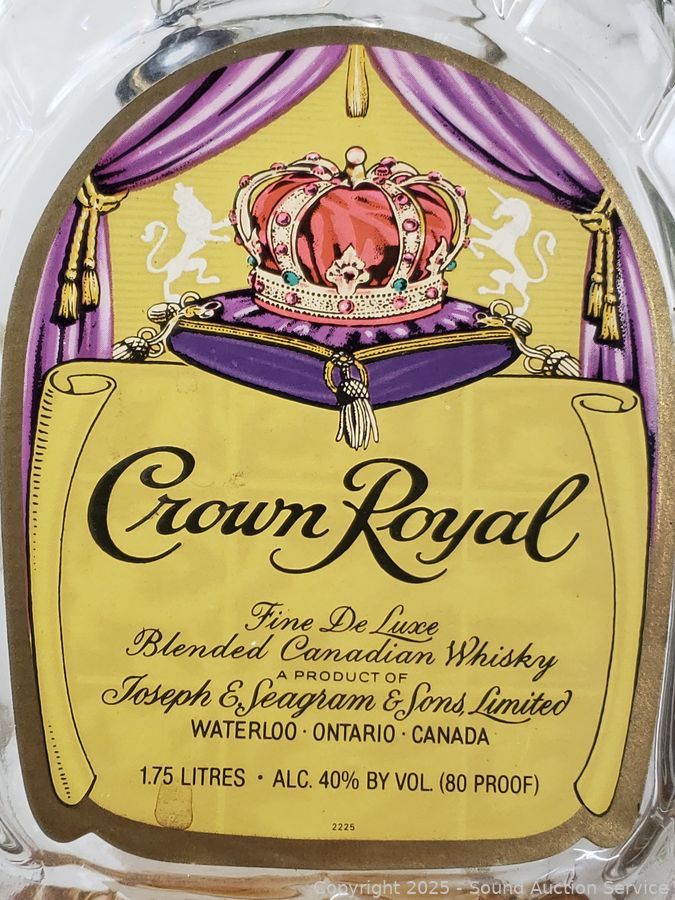 Crown Royal
Fine De Luxe
Blended Canadian Whisky
A PRODUCT OF
Joseph E. Seagram & Sons, Limited
WATERLOO · ONTARIO · CANADA
1.75 LITRES · ALC. 40% BY VOL. (80 PROOF)
2225
Copyright 2025 - Sound Auction Service